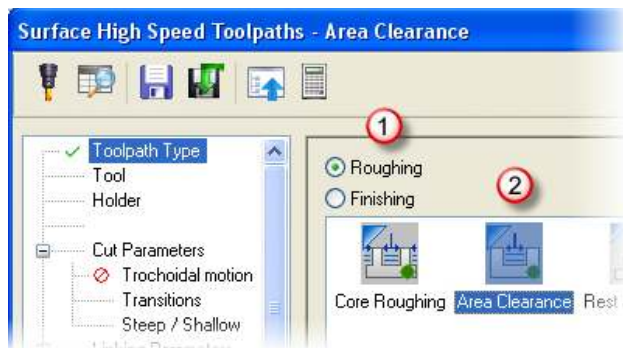 Surface High Speed Toolpaths - Area Clearance
1
Toolpath Type
Tool
Holder
Cut Parameters
Trochoidal motion
Transitions
Steep / Shallow
Roughing
Finishing
2
Core Roughing
Area Clearance
Rest